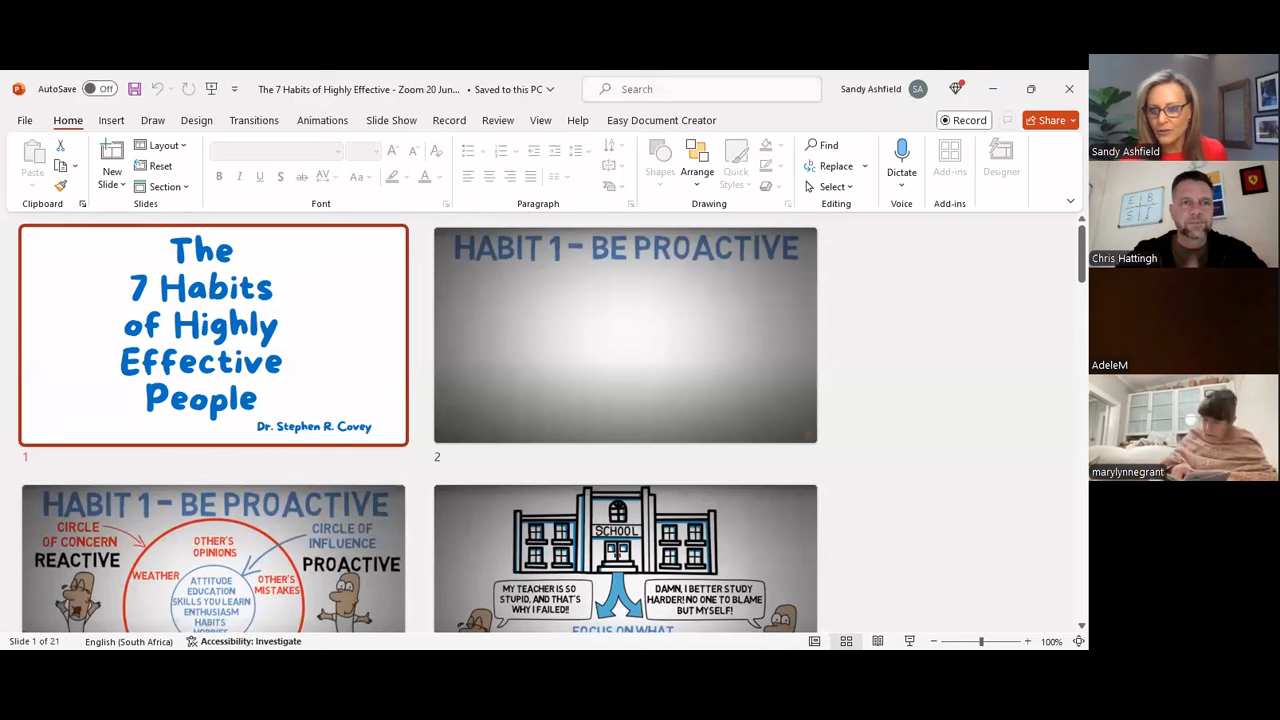 AutoSave Off The 7 Habits of Highly Effective - Zoom 20 Jun... • Saved to this PC Search Sandy Ashfield SA
File Home Insert Draw Design Transitions Animations Slide Show Record Review View Help Easy Document Creator Record Share
Paste
New
Slide
Layout
Reset
Section
B I U S ab AV Aa A A A A
Shapes Arrange Quick
Styles
Find
Replace
Select
Dictate
Add-ins
Designer
Clipboard Slides Font Paragraph Drawing Editing Voice Add-ins
The
7 Habits
of Highly
Effective
People
Dr. Stephen R. Covey
1
HABIT 1 - BE PROACTIVE
2
HABIT 1 - BE PROACTIVE
CIRCLE
OF CONCERN
REACTIVE
OTHER'S
OPINIONS
CIRCLE OF
INFLUENCE
PROACTIVE
WEATHER
OTHER'S
MISTAKES
ATTITUDE
EDUCATION
SKILLS YOU LEARN
ENTHUSIASM
HABITS
SCHOOL
MY TEACHER IS SO
STUPID, AND THAT'S
WHY I FAILED!!
DAMN, I BETTER STUDY
HARDER! NO ONE TO BLAME
BUT MYSELF!
FOCUS ON WHAT
Slide 1 of 21 English (South Africa) Accessibility: Investigate 100%
Sandy Ashfield
E B
S I
Chris Hattingh
AdeleM
marylynnegrant